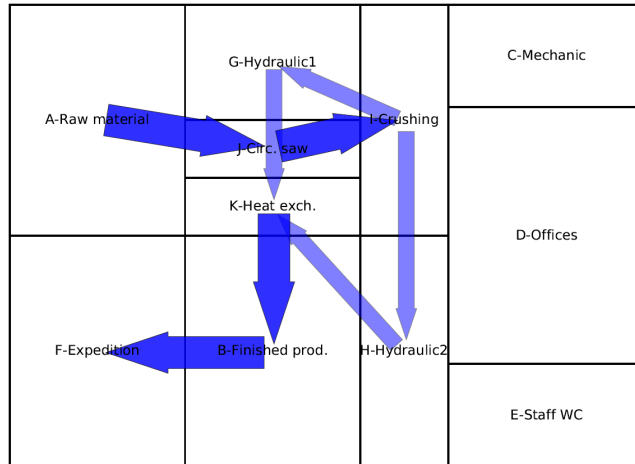 C-Mechanic
G-Hydraulic1
A-Raw material
I-Crushing
J-Circ. saw
K-Heat exch.
D-Offices
F-Expedition
B-Finished prod.
H-Hydraulic2
E-Staff WC